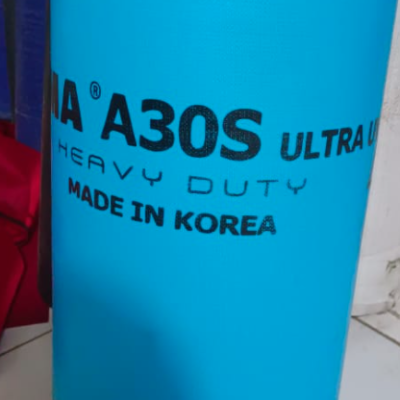 ® A30S ULTRA
HEAVY DUTY
MADE IN KOREA